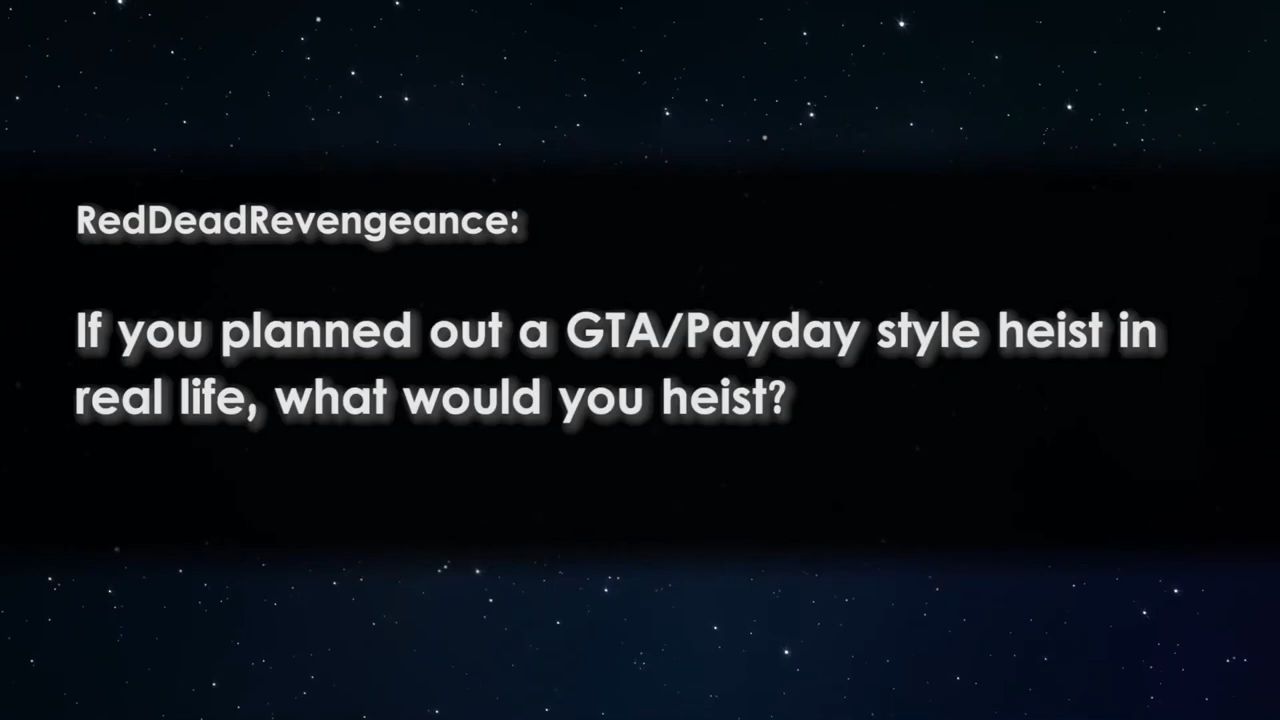 RedDeadRevengeance:
If you planned out a GTA/Payday style heist in
real life, what would you heist?